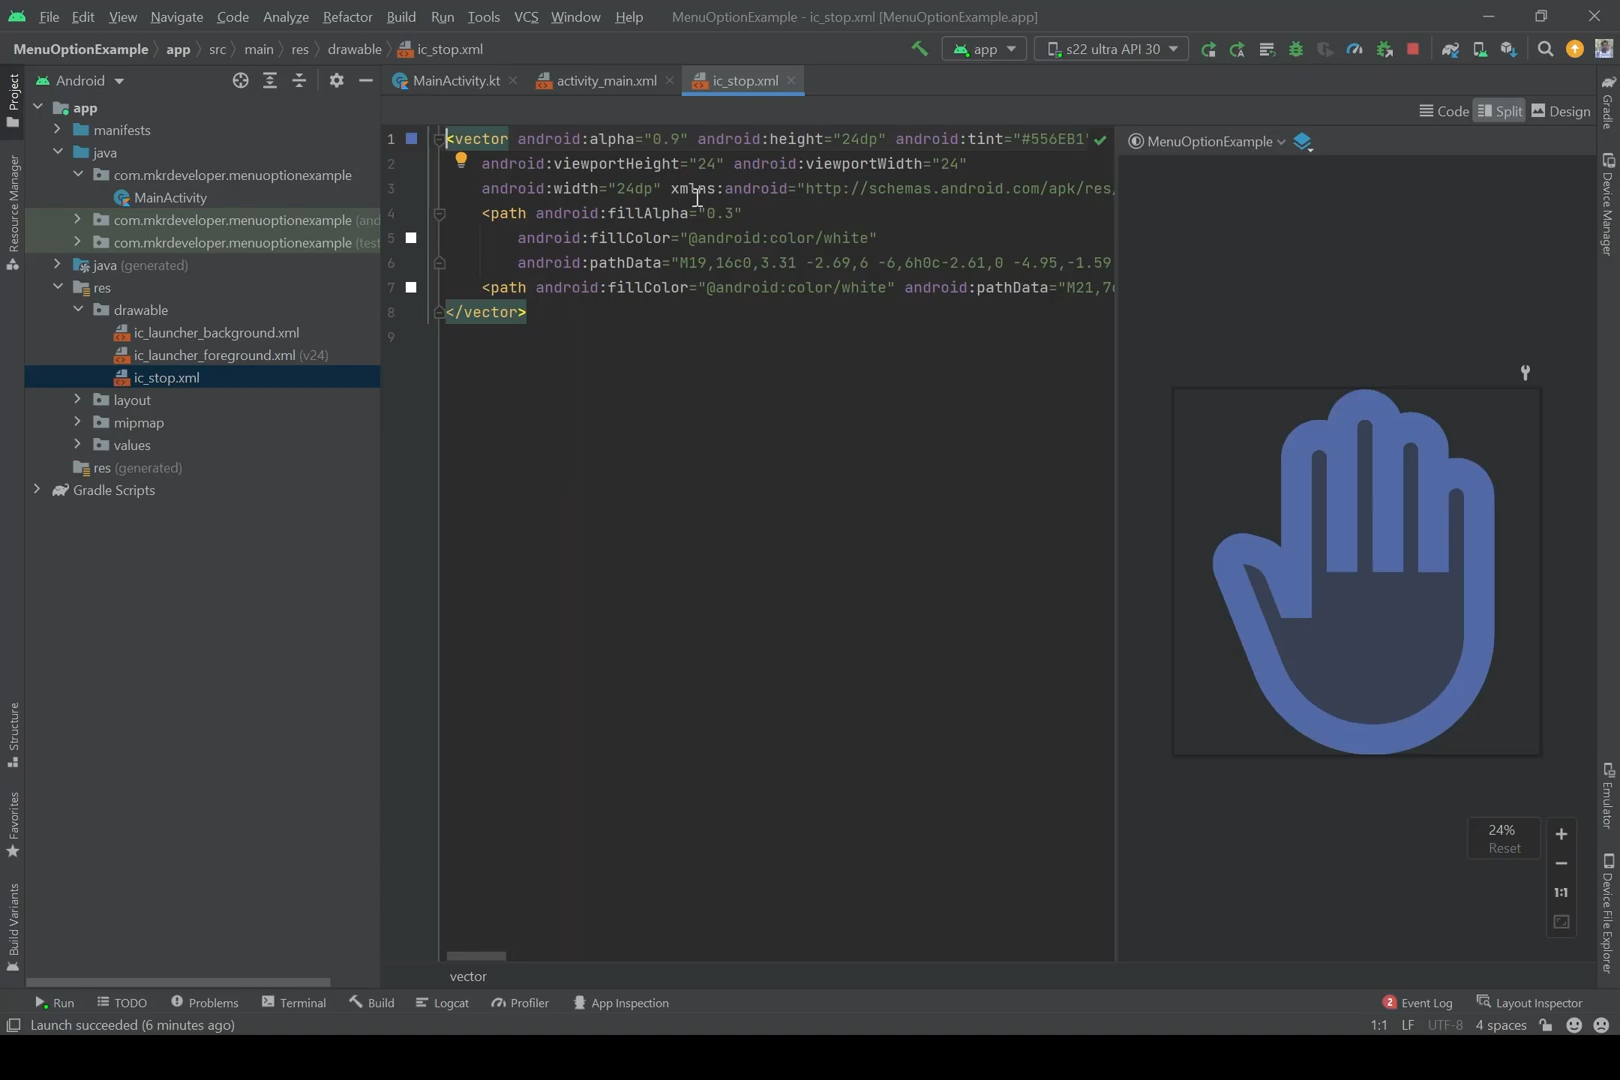 File Edit View Navigate Code Analyze Refactor Build Run Tools VCS Window Help MenuOptionExample - ic_stop.xml [MenuOptionExample.app]
MenuOptionExample app src main res drawable ic_stop.xml app s22 ultra API 30
Android MainActivity.kt activity_main.xml ic_stop.xml
Code Split Design
Project
Resource Manager
Structure
Favorites
Build Variants
app
manifests
java
com.mkrdeveloper.menuoptionexample
MainActivity
com.mkrdeveloper.menuoptionexample (and
com.mkrdeveloper.menuoptionexample (test
java (generated)
res
drawable
ic_launcher_background.xml
ic_launcher_foreground.xml (v24)
ic_stop.xml
layout
mipmap
values
res (generated)
Gradle Scripts
1 <vector android:alpha="0.9" android:height="24dp" android:tint="#556EB1"
2 android:viewportHeight="24" android:viewportWidth="24"
3 android:width="24dp" xmlns:android="http://schemas.android.com/apk/res/
4 <path android:fillAlpha="0.3"
5 android:fillColor="@android:color/white"
6 android:pathData="M19,16c0,3.31 -2.69,6 -6,6h0c-2.61,0 -4.95,-1.59
7 <path android:fillColor="@android:color/white" android:pathData="M21,7c
8 </vector>
9
vector
MenuOptionExample
24%
Reset
1:1
Gradle
Device Manager
Emulator
Device File Explorer
Run TODO Problems Terminal Build Logcat Profiler App Inspection 2 Event Log Layout Inspector
Launch succeeded (6 minutes ago) 1:1 LF UTF-8 4 spaces